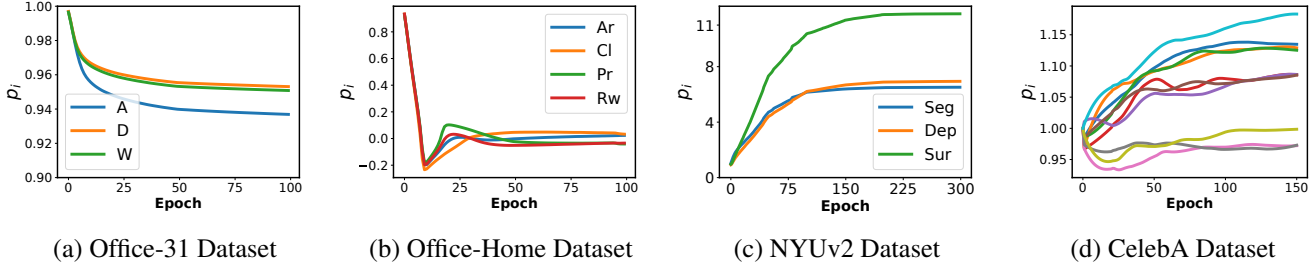 1.00
0.98
0.96
0.94
0.92
0.90
p_i
A
D
W
0 25 50 75 100
Epoch
(a) Office-31 Dataset
0.8
0.6
0.4
0.2
0.0
−0.2
p_i
Ar
Cl
Pr
Rw
0 25 50 75 100
Epoch
(b) Office-Home Dataset
11
8
6
4
0
p_i
Seg
Dep
Sur
0 75 150 225 300
Epoch
(c) NYUv2 Dataset
1.15
1.10
1.05
1.00
0.95
p_i
0 50 100 150
Epoch
(d) CelebA Dataset